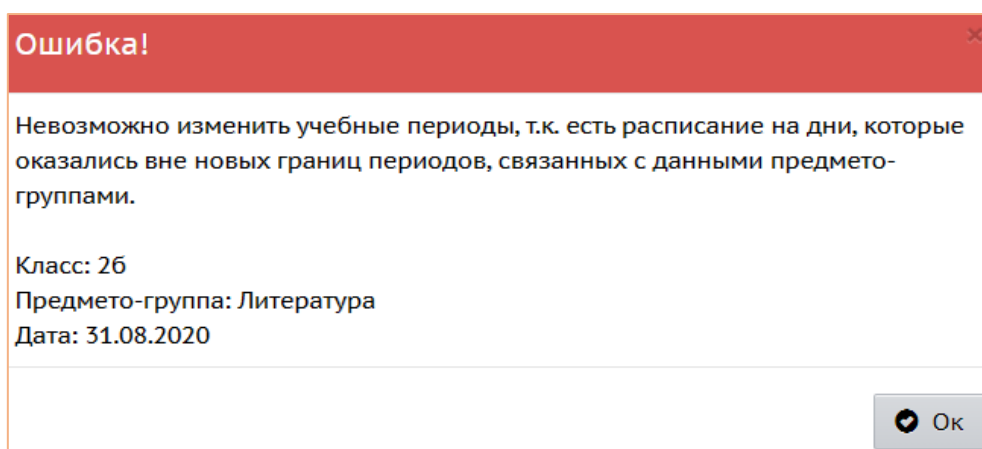 Ошибка!
Невозможно изменить учебные периоды, т.к. есть расписание на дни, которые
оказались вне новых границ периодов, связанных с данными предмето-
группами.
Класс: 2б
Предмето-группа: Литература
Дата: 31.08.2020
Ок